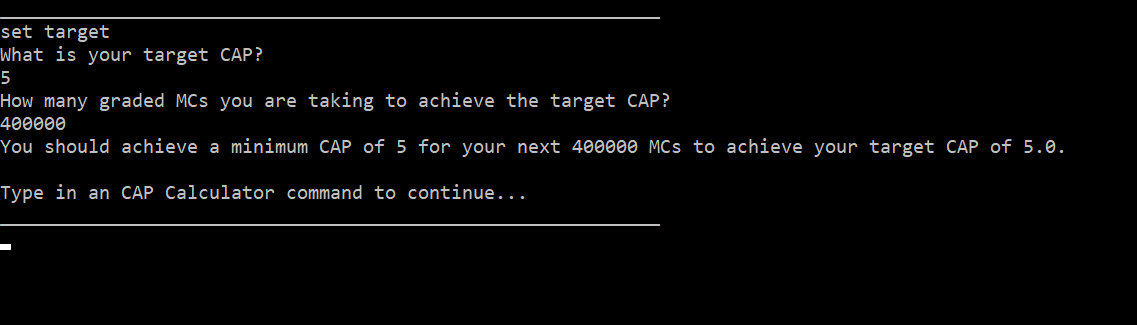 set target
What is your target CAP?
5
How many graded MCs you are taking to achieve the target CAP?
400000
You should achieve a minimum CAP of 5 for your next 400000 MCs to achieve your target CAP of 5.0.
Type in an CAP Calculator command to continue...